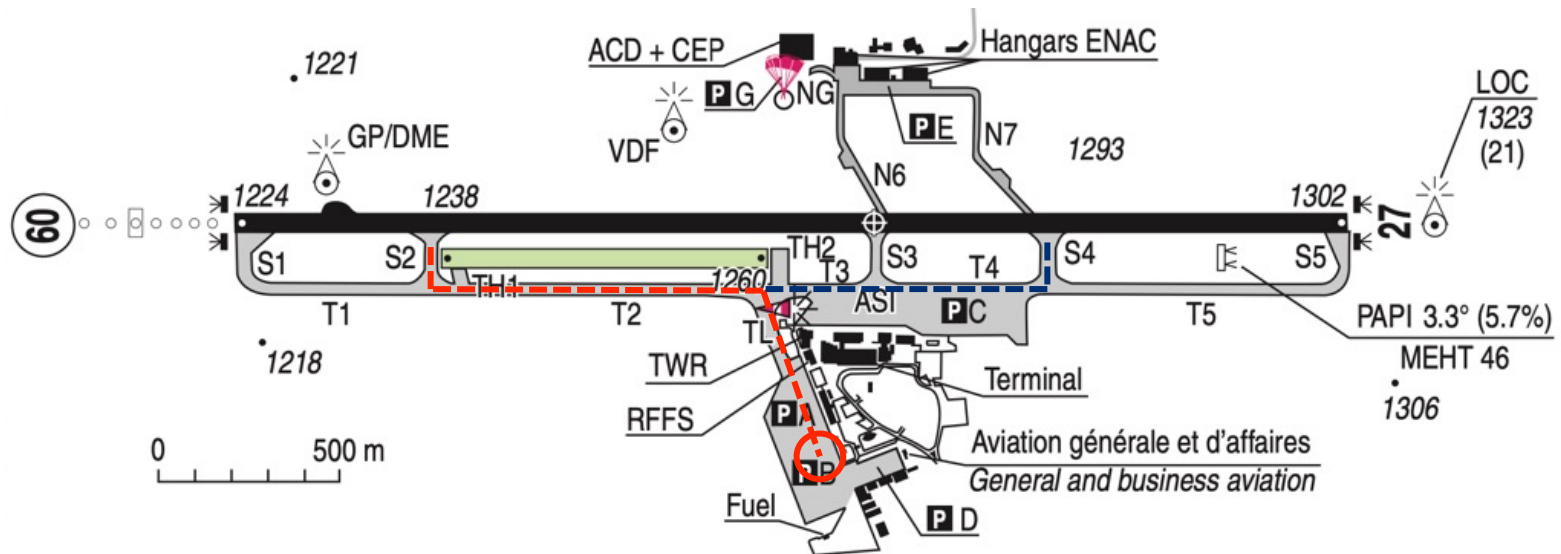 ACD + CEP
Hangars ENAC
1221
P G
NG
LOC
1323
(21)
GP/DME
VDF
P E
N7
1293
N6
1224
1238
1302
09
27
S1
S2
TH2
S3
S4
S5
T3
T4
TH1
1260
ASI
P C
T1
T2
T5
TL
PAPI 3.3° (5.7%)
MEHT 46
1218
TWR
Terminal
1306
RFFS
P A
0 500 m
Aviation générale et d'affaires
General and business aviation
P B
Fuel
P D